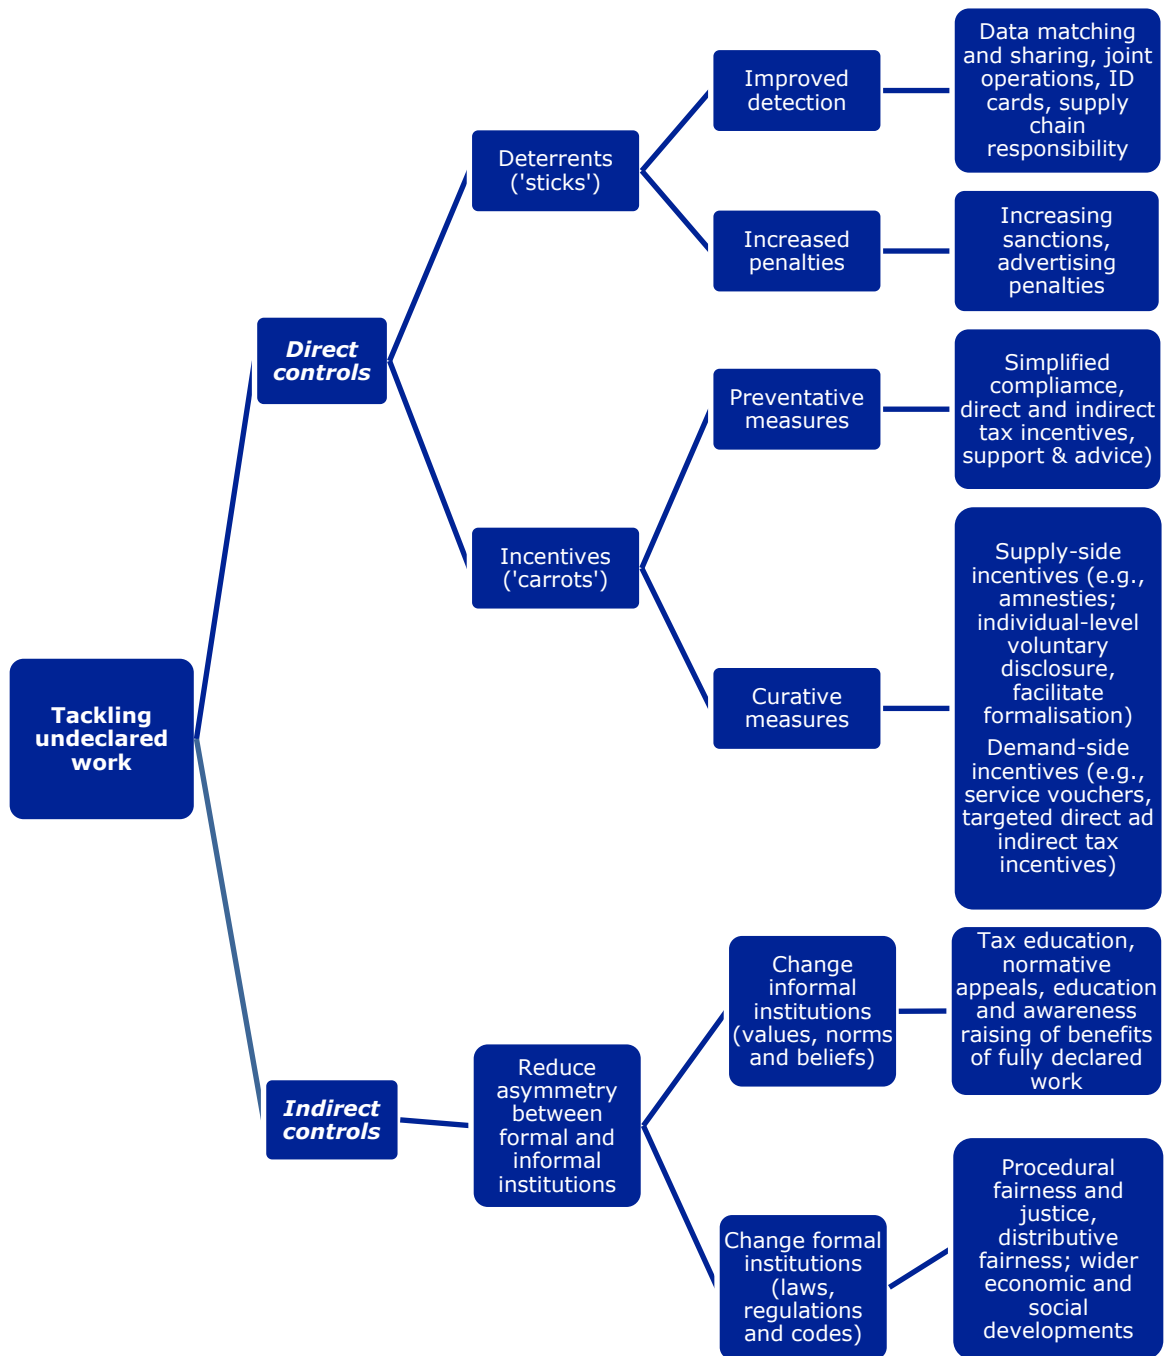 Tackling
undeclared
work
Direct
controls
Deterrents
('sticks')
Improved
detection
Data matching
and sharing, joint
operations, ID
cards, supply
chain
responsibility
Increased
penalties
Increasing
sanctions,
advertising
penalties
Incentives
('carrots')
Preventative
measures
Simplified
compliamce,
direct and indirect
tax incentives,
support & advice)
Curative
measures
Supply-side
incentives (e.g.,
amnesties;
individual-level
voluntary
disclosure,
facilitate
formalisation)
Demand-side
incentives (e.g.,
service vouchers,
targeted direct ad
indirect tax
incentives)
Indirect
controls
Reduce
asymmetry
between
formal and
informal
institutions
Change
informal
institutions
(values, norms
and beliefs)
Tax education,
normative
appeals, education
and awareness
raising of benefits
of fully declared
work
Change formal
institutions
(laws,
regulations
and codes)
Procedural
fairness and
justice,
distributive
fairness; wider
economic and
social
developments